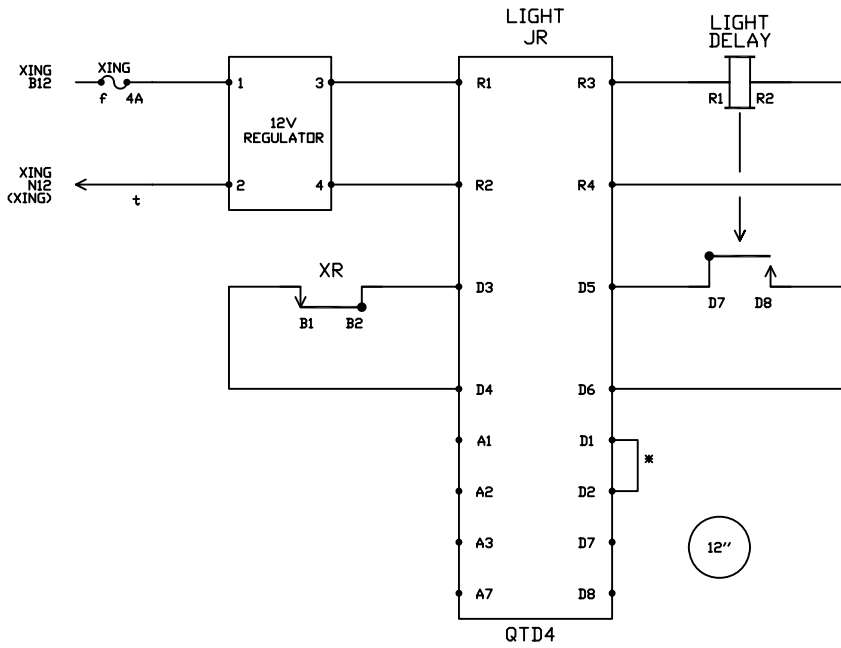 LIGHT
JR
LIGHT
DELAY
XING
B12
XING
f 4A
1
3
R1
R3
R1 R2
12V
REGULATOR
XING
N12
(XING)
t
2
4
R2
R4
XR
B1 B2
D3
D5
D7 D8
D4
D6
A1
D1
*
A2
D2
A3
D7
12"
A7
D8
QTD4